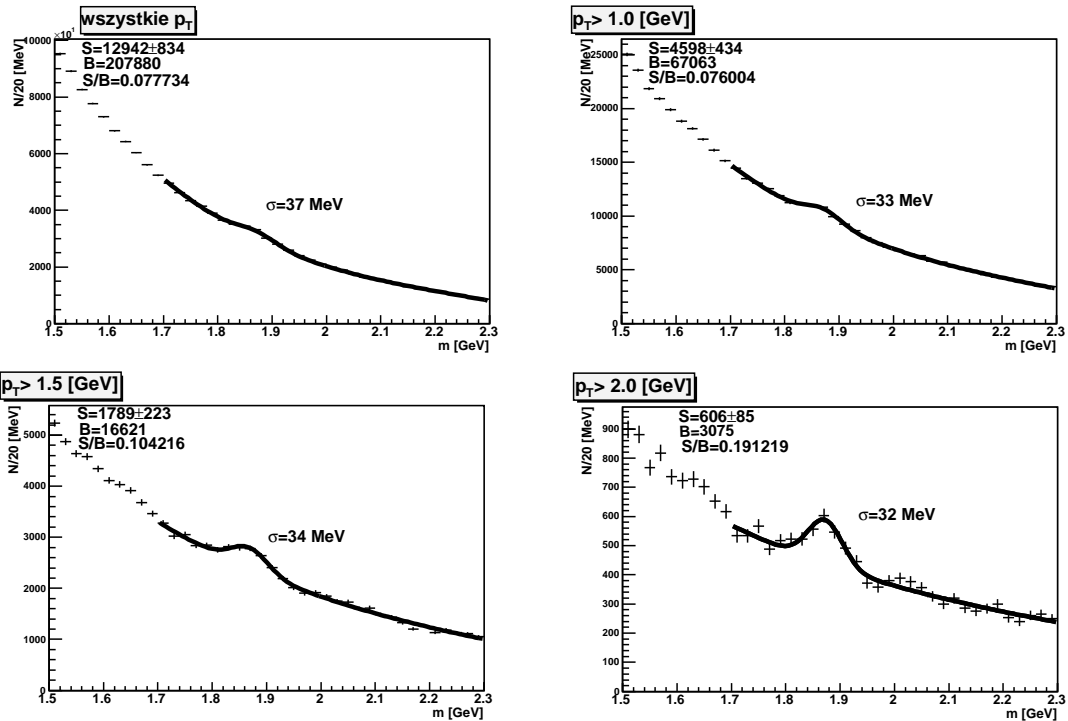 wszystkie pT
×10¹
S=12942±834
B=207880
S/B=0.077734
N/20 [MeV]
10000
8000
6000
4000
2000
0
σ=37 MeV
1.5 1.6 1.7 1.8 1.9 2 2.1 2.2 2.3
m [GeV]
pT> 1.0 [GeV]
S=4598±434
B=67063
S/B=0.076004
N/20 [MeV]
25000
20000
15000
10000
5000
0
σ=33 MeV
1.5 1.6 1.7 1.8 1.9 2 2.1 2.2 2.3
m [GeV]
pT> 1.5 [GeV]
S=1789±223
B=16621
S/B=0.104216
N/20 [MeV]
5000
4000
3000
2000
1000
0
σ=34 MeV
1.5 1.6 1.7 1.8 1.9 2 2.1 2.2 2.3
m [GeV]
pT> 2.0 [GeV]
S=606±85
B=3075
S/B=0.191219
N/20 [MeV]
900
800
700
600
500
400
300
200
100
0
σ=32 MeV
1.5 1.6 1.7 1.8 1.9 2 2.1 2.2 2.3
m [GeV]